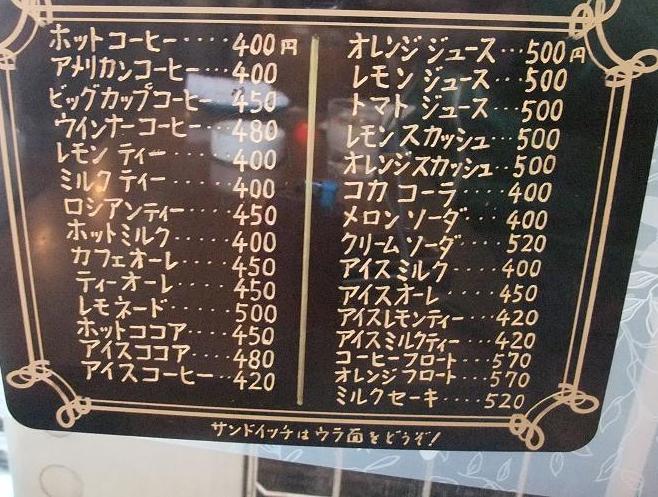 ホットコーヒー…400円
アメリカンコーヒー…400
ビッグカップコーヒー450
ウインナーコーヒー…480
レモン ティー……400
ミルクティー……400
ロシアンティー……450
ホットミルク……400
カフェオーレ……450
ティーオーレ……450
レモネード……500
ホットココア……450
アイスココア……480
アイスコーヒー……420
オレンジ ジュース…500円
レモン ジュース…500
トマト ジュース…500
レモンスカッシュ…500
オレンジスカッシュ…500
コカ コーラ……400
メロン ソーダ……400
クリームソーダ……520
アイスミルク……400
アイスオーレ……450
アイスレモンティー…420
アイスミルクティー…420
コーヒーフロート…570
オレンジフロート…570
ミルクセーキ……520
サンドイッチはウラ面をどうぞ!